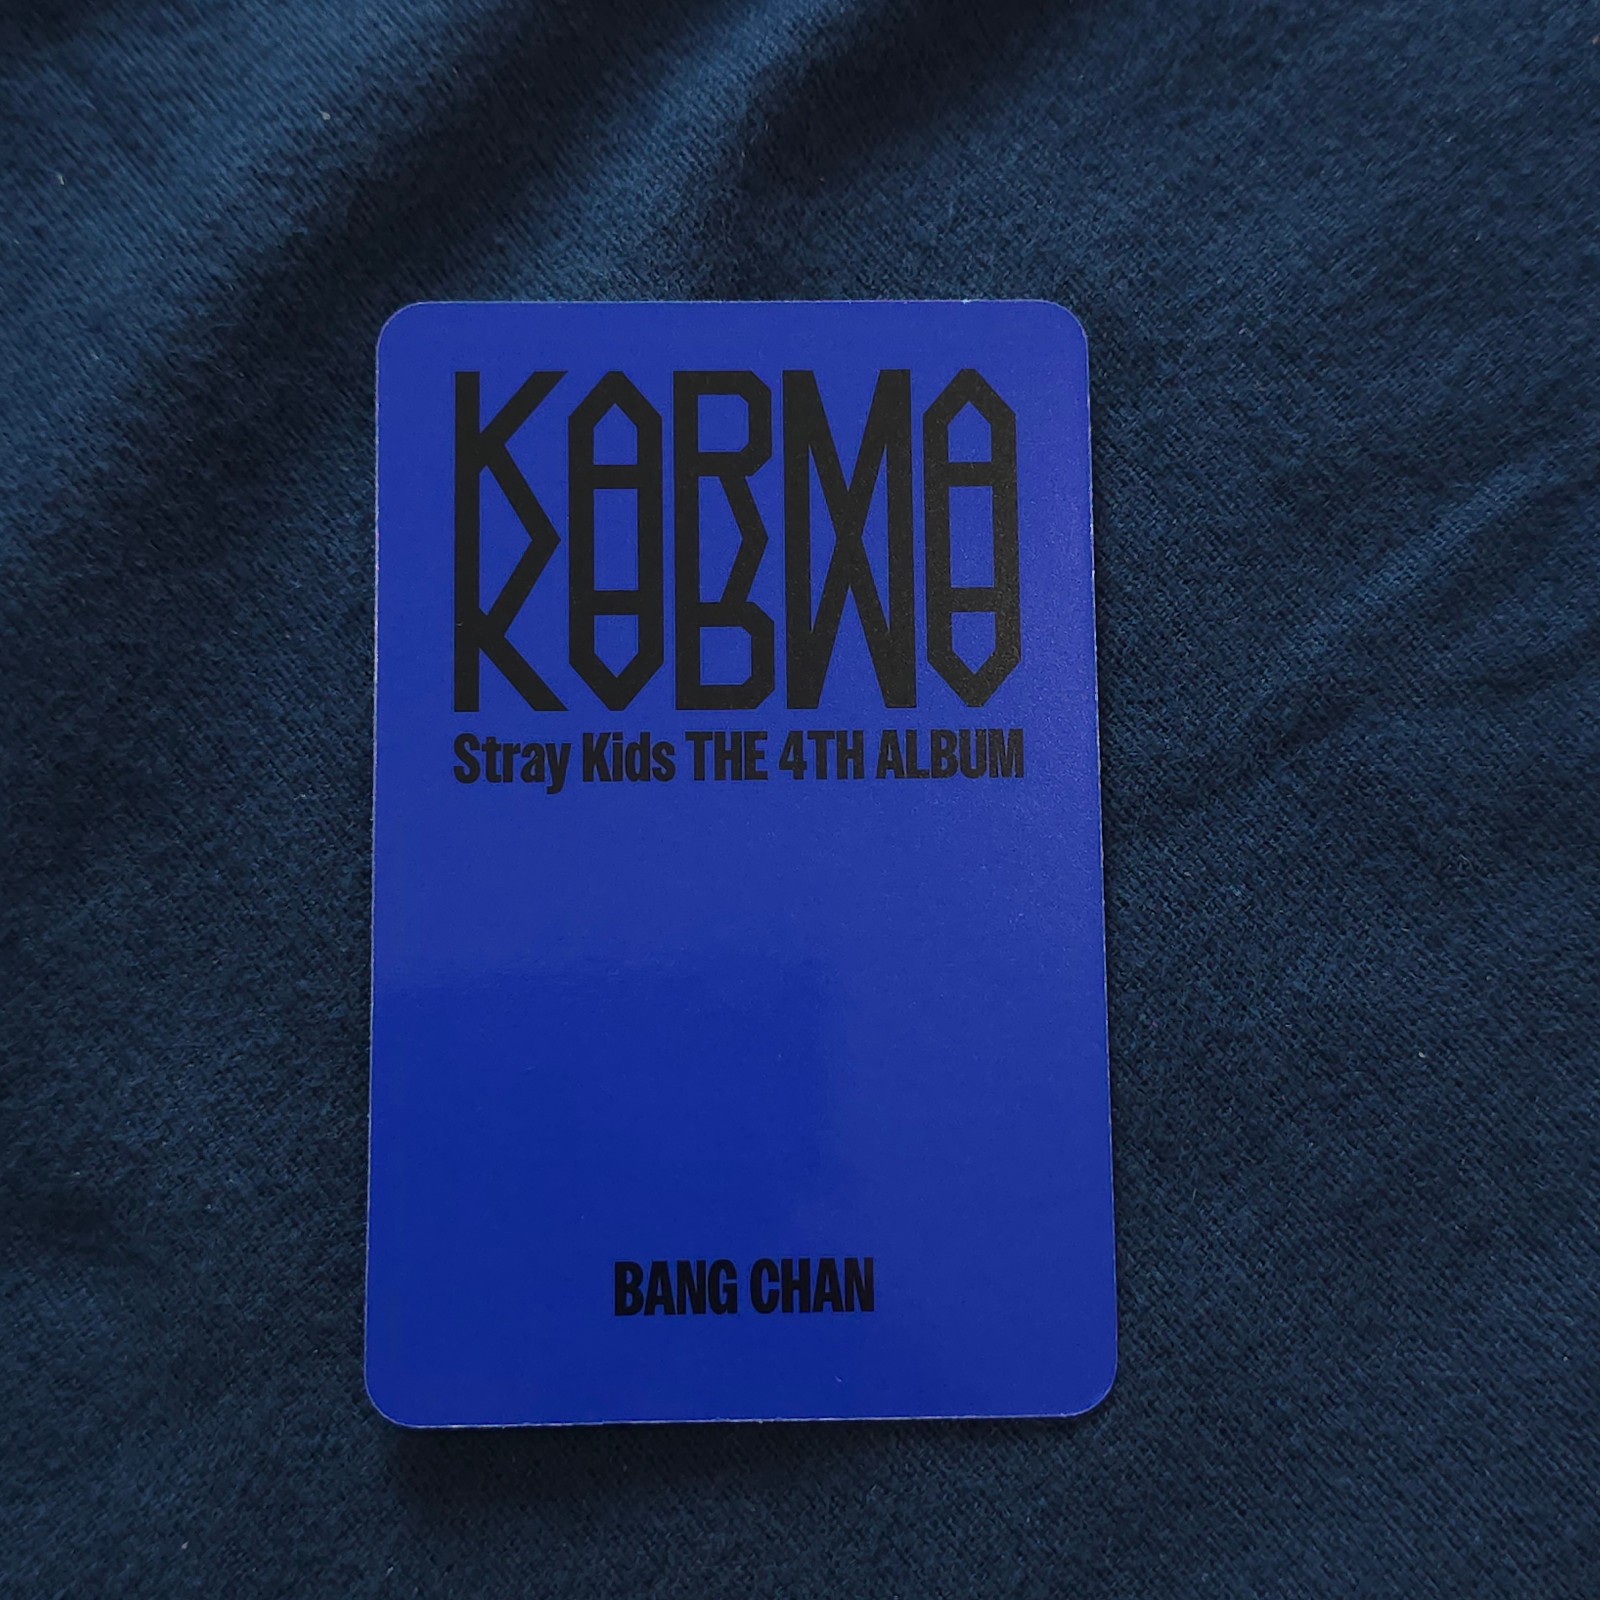 KARMA
Stray Kids THE 4TH ALBUM
BANG CHAN